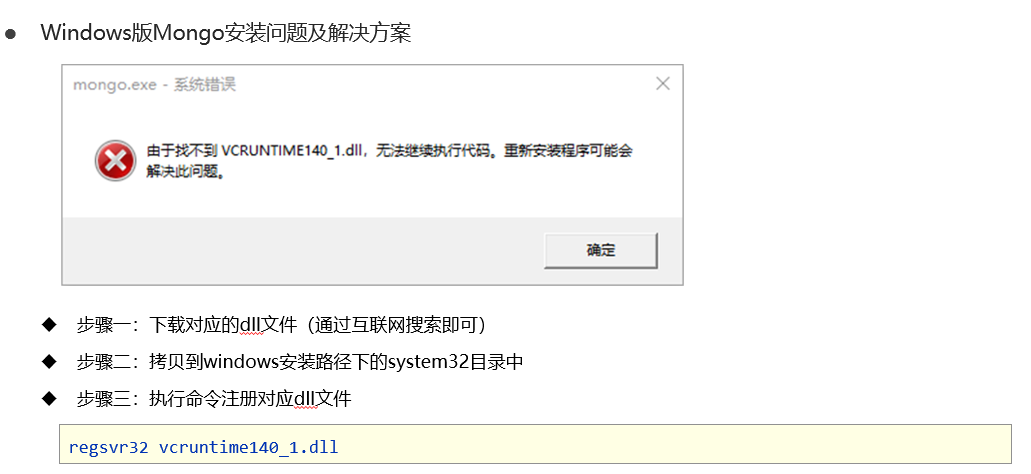 Windows版Mongo安装问题及解决方案
mongo.exe - 系统错误
由于找不到 VCRUNTIME140_1.dll，无法继续执行代码。重新安装程序可能会
解决此问题。
确定
步骤一：下载对应的dll文件（通过互联网搜索即可）
步骤二：拷贝到windows安装路径下的system32目录中
步骤三：执行命令注册对应dll文件
regsvr32 vcruntime140_1.dll